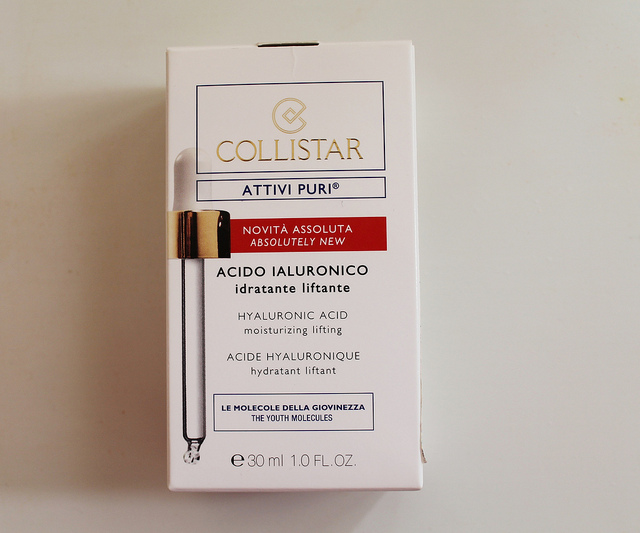 COLLISTAR
ATTIVI PURI®
NOVITÀ ASSOLUTA
ABSOLUTELY NEW
ACIDO IALURONICO
idratante liftante
HYALURONIC ACID
moisturizing lifting
ACIDE HYALURONIQUE
hydratant liftant
LE MOLECOLE DELLA GIOVINEZZA
THE YOUTH MOLECULES
℮ 30 ml 1.0 FL.OZ.